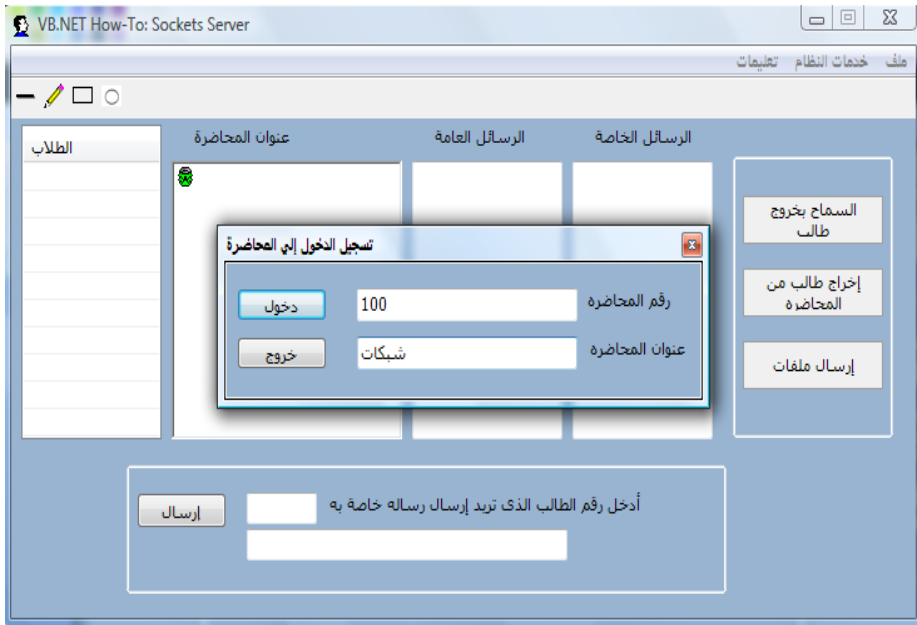 VB.NET How-To: Sockets Server
ملف خدمات النظام تعليمات
الرسائل الخاصة
الرسائل العامة
عنوان المحاضرة
الطلاب
السماح بخروج
طالب
إخراج طالب من
المحاضرة
إرسال ملفات
تسجيل الدخول إلى المحاضرة
رقم المحاضره
100
دخول
عنوان المحاضره
شبكات
خروج
أدخل رقم الطالب الذى تريد إرسال رساله خاصة به
إرسال